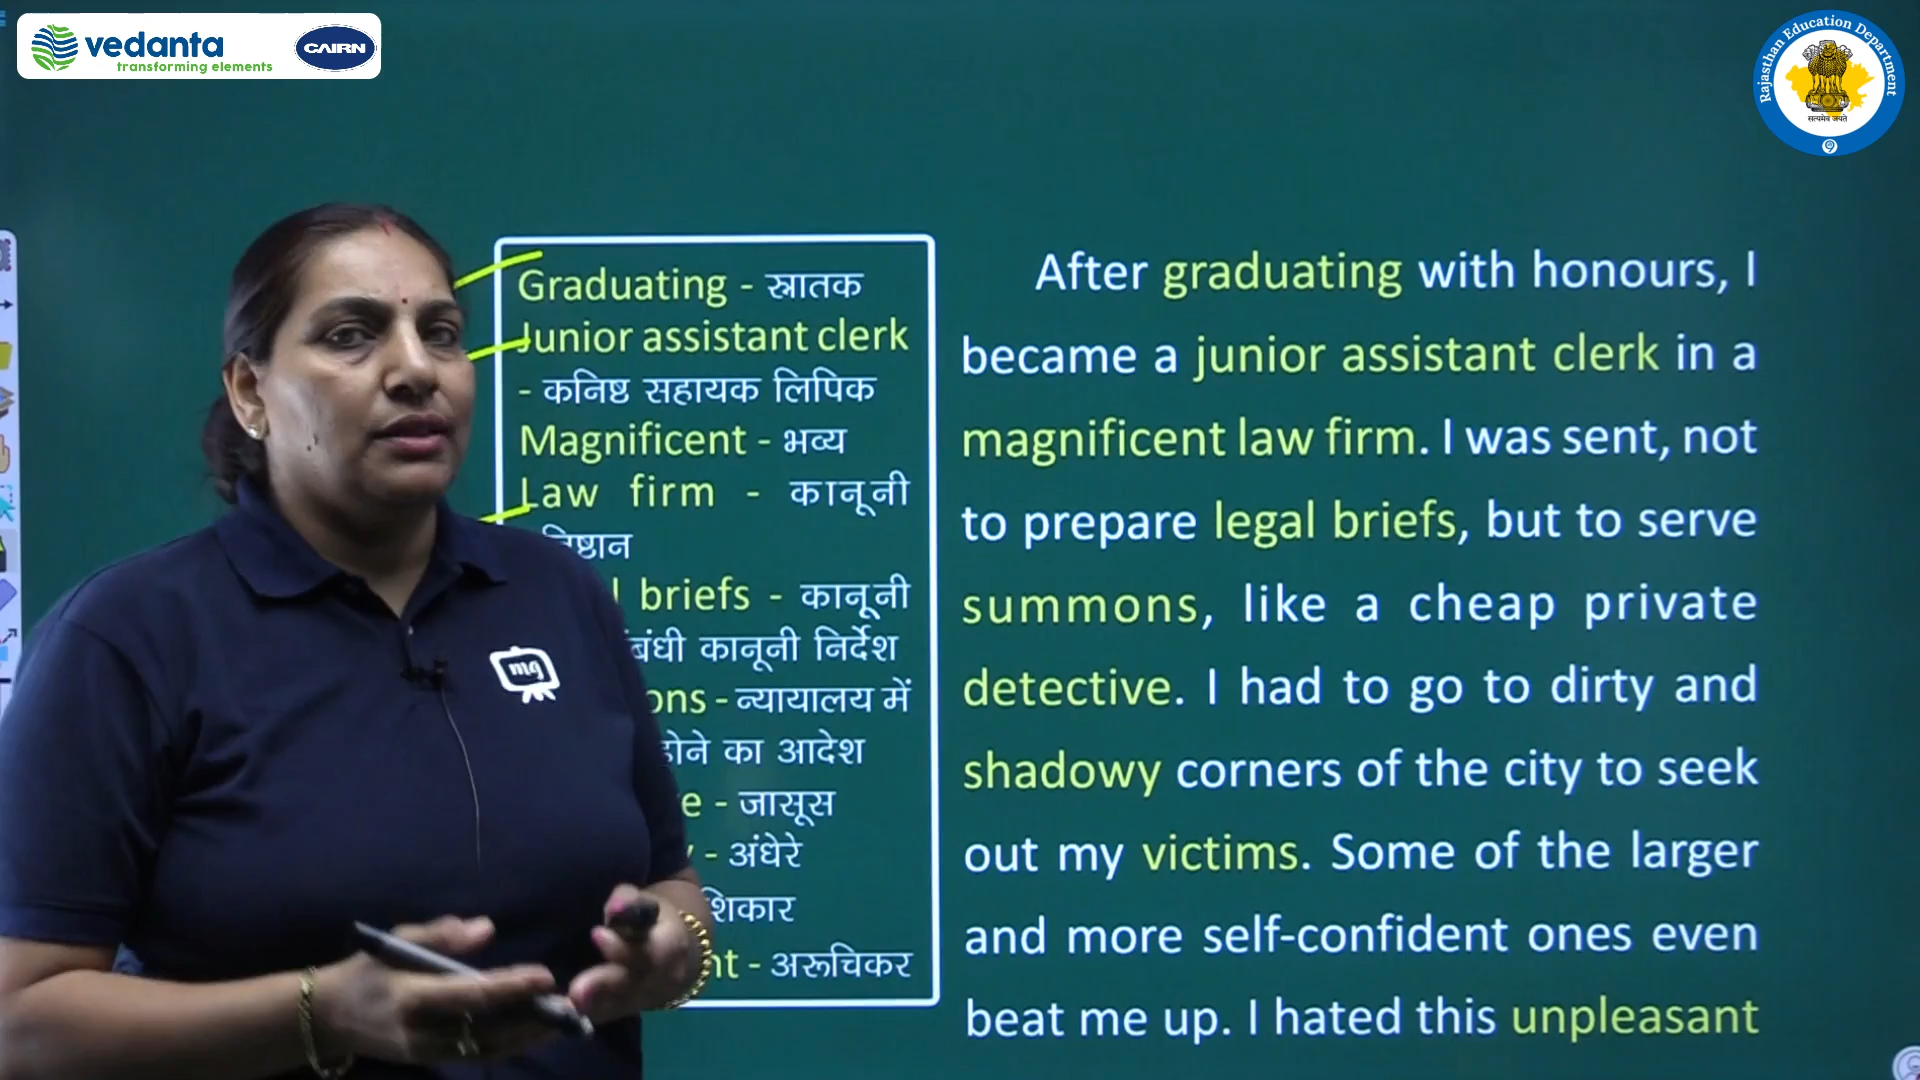 vedanta
transforming elements
CAIRN
Rajasthan Education Department
सत्यमेव जयते
Graduating - स्नातक
Junior assistant clerk
- कनिष्ठ सहायक लिपिक
Magnificent - भव्य
Law firm - कानूनी
briefs - कानूनी
कानूनी निर्देश
- न्यायालय में
होने का आदेश
- जासूस
- अंधेरे
शिकार
- अरूचिकर
After graduating with honours, I
became a junior assistant clerk in a
magnificent law firm. I was sent, not
to prepare legal briefs, but to serve
summons, like a cheap private
detective. I had to go to dirty and
shadowy corners of the city to seek
out my victims. Some of the larger
and more self-confident ones even
beat me up. I hated this unpleasant
mg